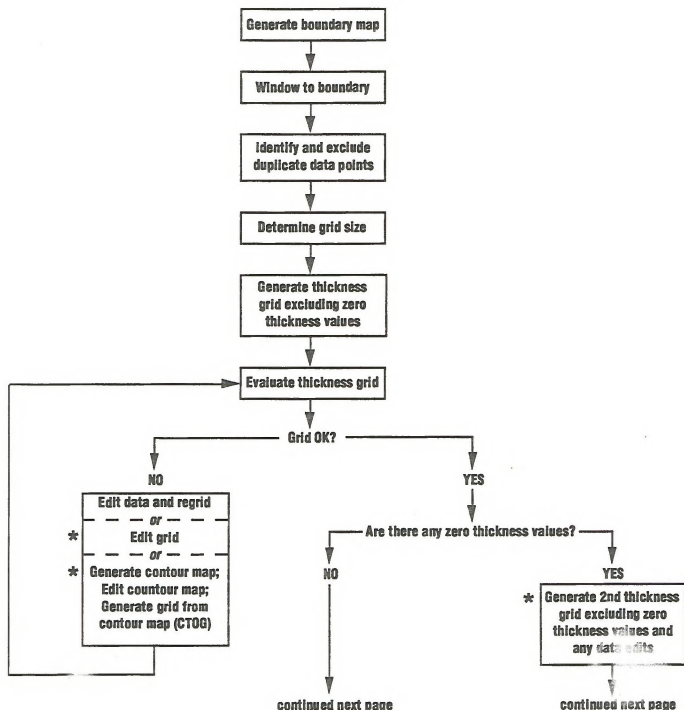 Generate boundary map
Window to boundary
Identify and exclude
duplicate data points
Determine grid size
Generate thickness
grid excluding zero
thickness values
Evaluate thickness grid
Grid OK?
NO
YES
Edit data and regrid
or
* Edit grid
or
* Generate contour map;
Edit countour map;
Generate grid from
contour map (CTOG)
Are there any zero thickness values?
NO
YES
* Generate 2nd thickness
grid excluding zero
thickness values and
any data edits
continued next page
continued next page